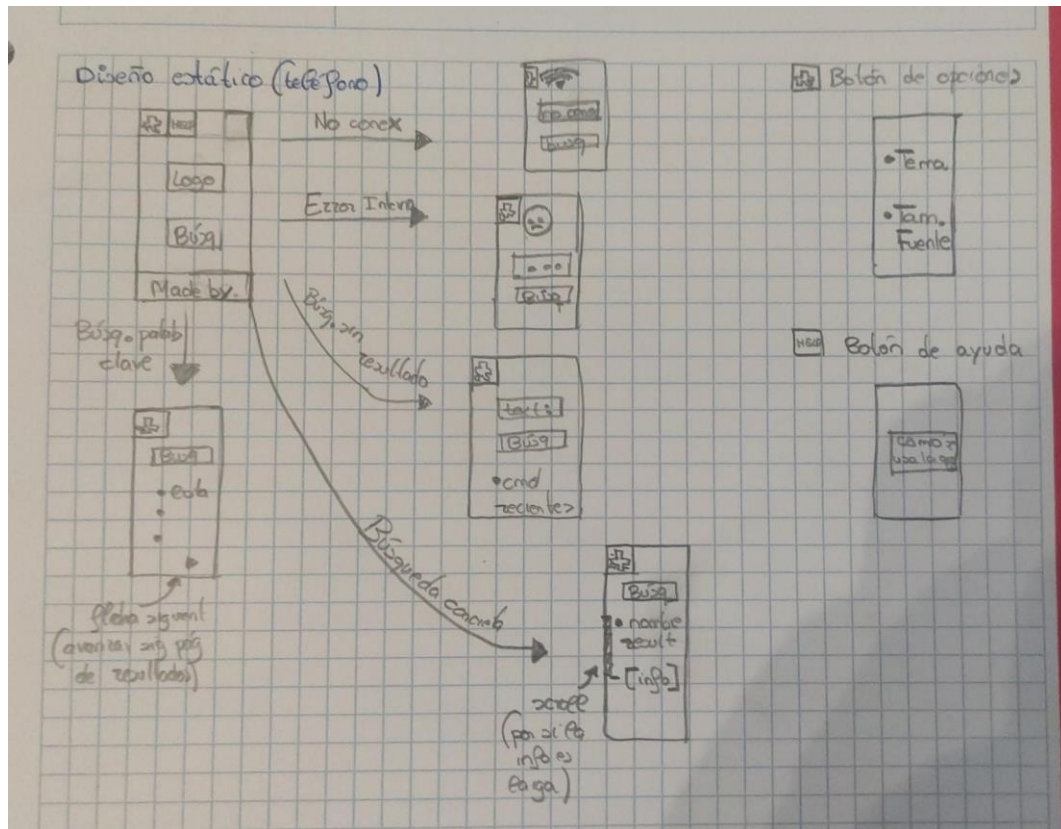 Diseño estático (teléfono)
HELP
Logo
Búsq
Made by.
No conex
no conex
búsq
Error Interno
Búsq
Búsq. sin
resultado
Búsq
•cmd
recientes
Búsq. palab
clave
Búsq
flecha siguient
(avanzar sig pág
de resultados)
Búsqueda concreta
Búsq
• nombre
result
[info]
scroll
(por si la
info es
larga)
Botón de opciones
•Tema
•Tam.
Fuente
HELP Botón de ayuda
como
usa la app